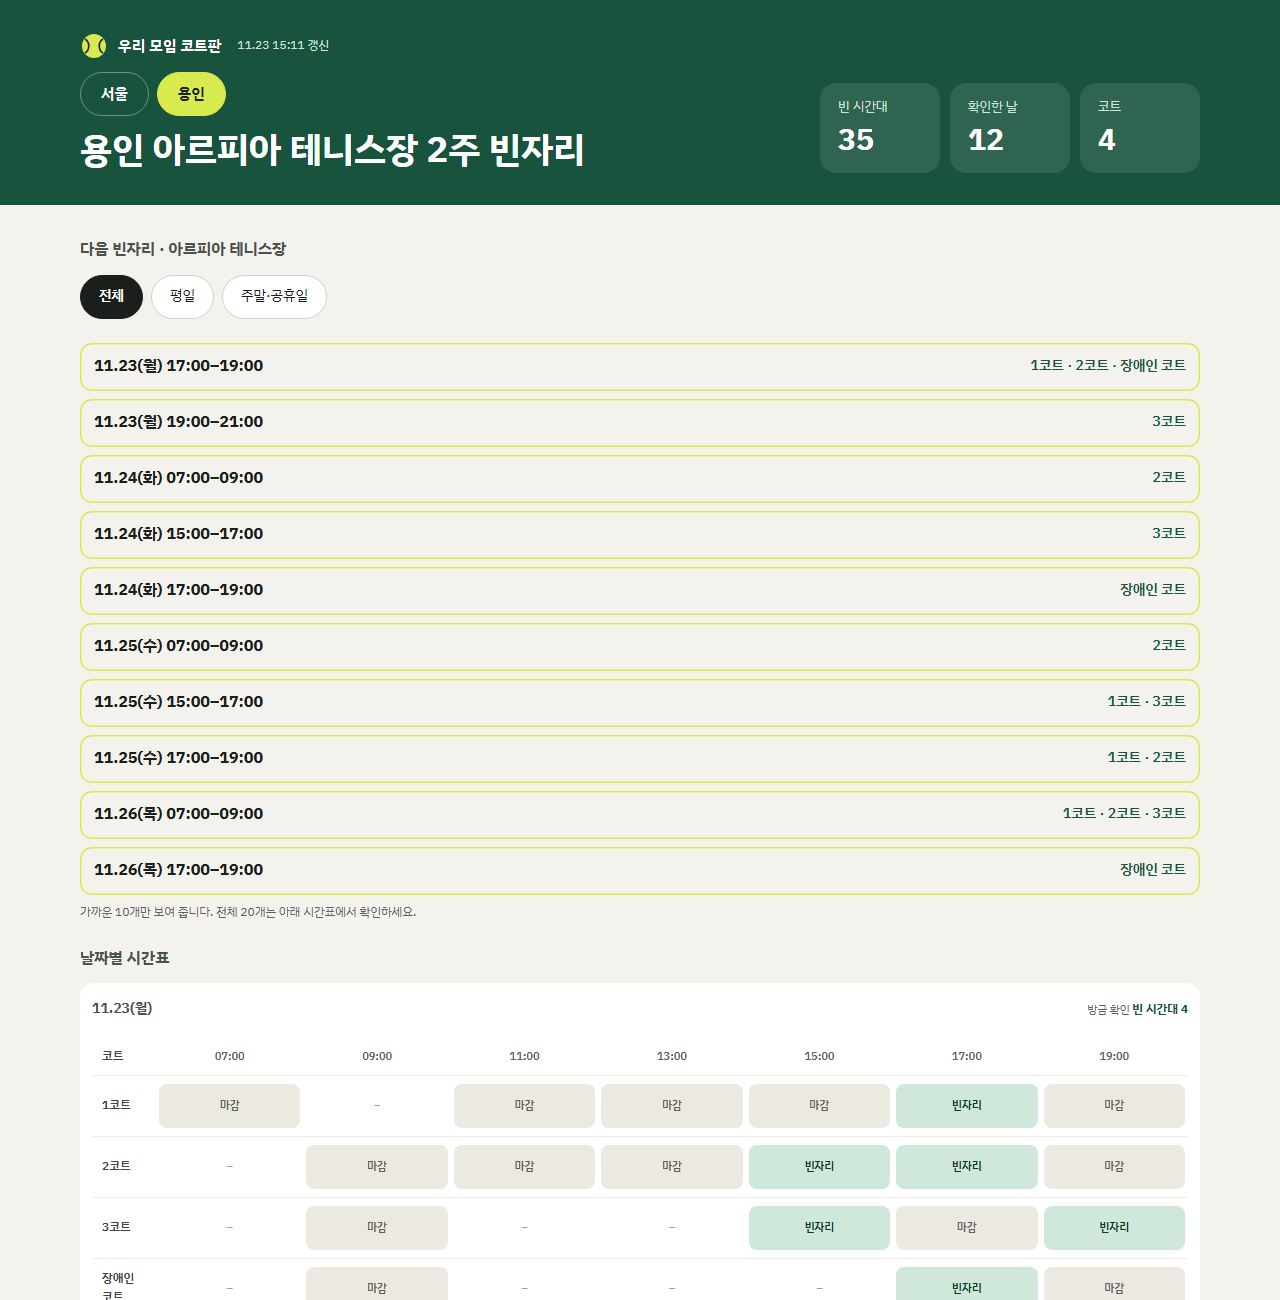 우리 모임 코트판 11.23 15:11 갱신
서울 용인
용인 아르피아 테니스장 2주 빈자리
빈 시간대 확인한 날 코트
35 12 4
다음 빈자리 · 아르피아 테니스장
전체 평일 주말·공휴일
11.23(월) 17:00–19:00 1코트 · 2코트 · 장애인 코트
11.23(월) 19:00–21:00 3코트
11.24(화) 07:00–09:00 2코트
11.24(화) 15:00–17:00 3코트
11.24(화) 17:00–19:00 장애인 코트
11.25(수) 07:00–09:00 2코트
11.25(수) 15:00–17:00 1코트 · 3코트
11.25(수) 17:00–19:00 1코트 · 2코트
11.26(목) 07:00–09:00 1코트 · 2코트 · 3코트
11.26(목) 17:00–19:00 장애인 코트
가까운 10개만 보여 줍니다. 전체 20개는 아래 시간표에서 확인하세요.
날짜별 시간표
11.23(월) 방금 확인 빈 시간대 4
코트 07:00 09:00 11:00 13:00 15:00 17:00 19:00
1코트 마감 – 마감 마감 마감 빈자리 마감
2코트 – 마감 마감 마감 빈자리 빈자리 마감
3코트 – 마감 – – 빈자리 마감 빈자리
장애인 코트 – 마감 – – – 빈자리 마감